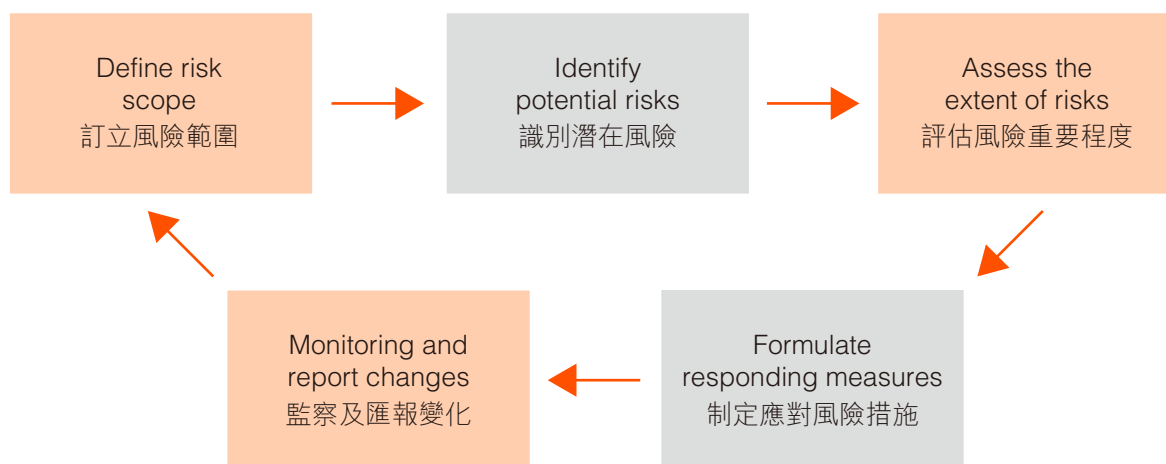 Define risk
scope
訂立風險範圍
Identify
potential risks
識別潛在風險
Assess the
extent of risks
評估風險重要程度
Monitoring and
report changes
監察及匯報變化
Formulate
responding measures
制定應對風險措施